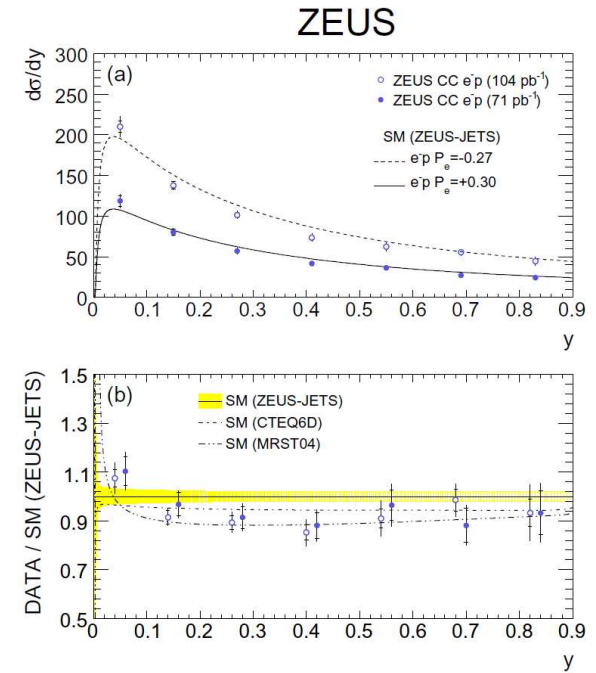 ZEUS
dσ/dy
300
250
200
150
100
50
0
(a)
ZEUS CC e⁻p (104 pb⁻¹)
ZEUS CC e⁻p (71 pb⁻¹)
SM (ZEUS-JETS)
e⁻p Pₑ=-0.27
e⁻p Pₑ=+0.30
0 0.1 0.2 0.3 0.4 0.5 0.6 0.7 0.8 0.9
y
DATA / SM (ZEUS-JETS)
1.5
1.3
1.1
0.9
0.7
0.5
(b)
SM (ZEUS-JETS)
SM (CTEQ6D)
SM (MRST04)
0 0.1 0.2 0.3 0.4 0.5 0.6 0.7 0.8 0.9
y